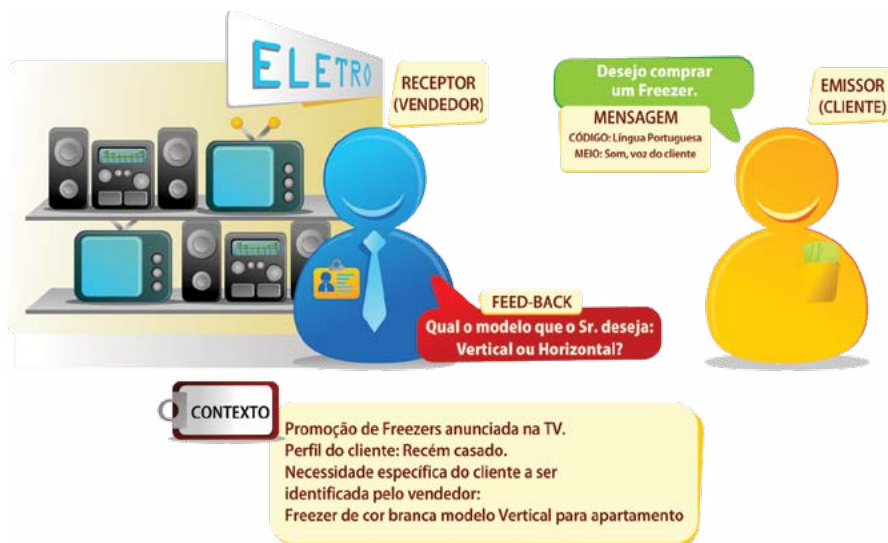 ELETRO
RECEPTOR
(VENDEDOR)
Desejo comprar
um Freezer.
MENSAGEM
CÓDIGO: Língua Portuguesa
MEIO: Som, voz do cliente
EMISSOR
(CLIENTE)
FEED-BACK
Qual o modelo que o Sr. deseja:
Vertical ou Horizontal?
CONTEXTO
Promoção de Freezers anunciada na TV.
Perfil do cliente: Recém casado.
Necessidade específica do cliente a ser
identificada pelo vendedor:
Freezer de cor branca modelo Vertical para apartamento